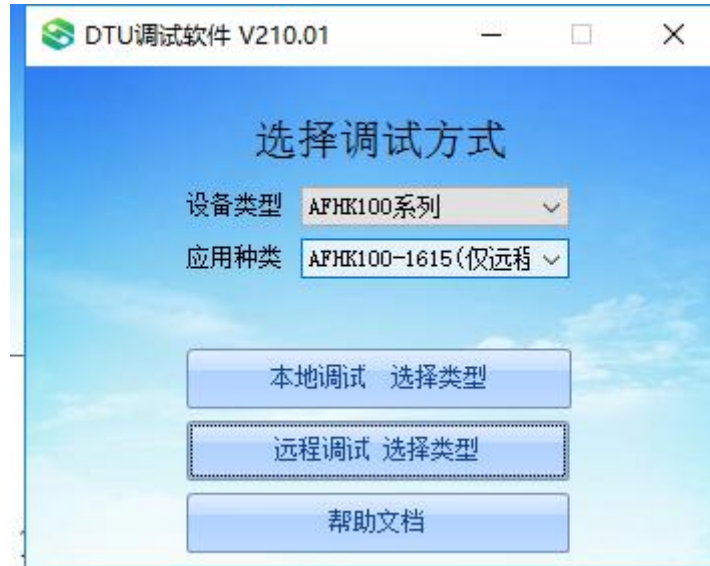 DTU调试软件 V210.01
选择调试方式
设备类型 AFHK100系列
应用种类 AFHK100-1615(仅远程
本地调试 选择类型
远程调试 选择类型
帮助文档